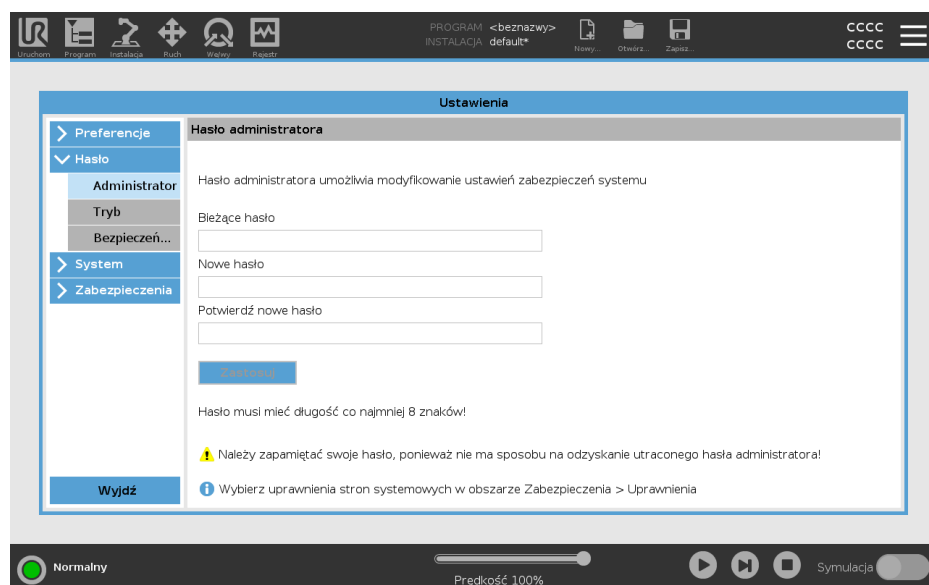 UR
PROGRAM <beznazwy>
INSTALACJA default*
cccc
cccc
Uruchom Program Instalacja Ruch We/wy Rejestr Nowy... Otwórz... Zapisz...
Ustawienia
Preferencje
Hasło
Administrator
Tryb
Bezpieczeń...
System
Zabezpieczenia
Wyjdź
Hasło administratora
Hasło administratora umożliwia modyfikowanie ustawień zabezpieczeń systemu
Bieżące hasło
Nowe hasło
Potwierdź nowe hasło
Zastosuj
Hasło musi mieć długość co najmniej 8 znaków!
Należy zapamiętać swoje hasło, ponieważ nie ma sposobu na odzyskanie utraconego hasła administratora!
Wybierz uprawnienia stron systemowych w obszarze Zabezpieczenia > Uprawnienia
Normalny
Prędkość 100%
Symulacja